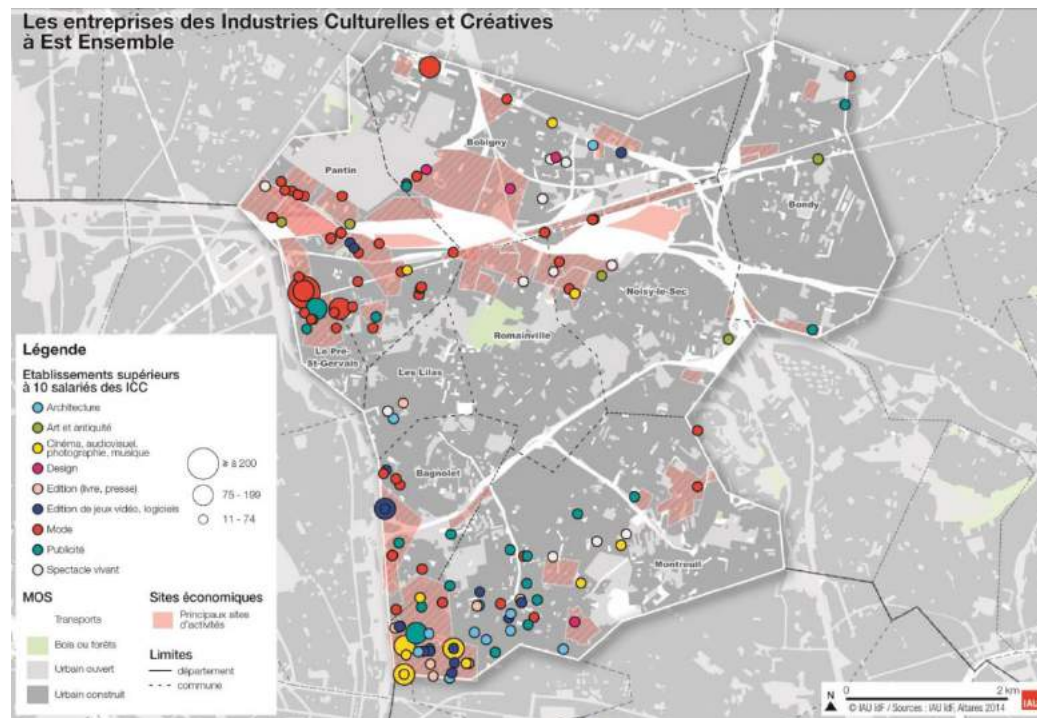 Les entreprises des Industries Culturelles et Créatives
à Est Ensemble
Pantin
Bobigny
Bondy
Noisy-le-Sec
Romainville
Le Pré-
St-Gervais
Les Lilas
Bagnolet
Montreuil
Légende
Etablissements supérieurs
à 10 salariés des ICC
Architecture
Art et antiquité
Cinéma, audiovisuel,
photographie, musique
Design
Edition (livre, presse)
Edition de jeux vidéo, logiciels
Mode
Publicité
Spectacle vivant
à 200
75 - 199
11 - 74
MOS
Transports
Bois ou forêts
Urbain ouvert
Urbain construit
Sites économiques
Principaux sites
d'activités
Limites
département
commune
N
0 2 km
© IAU îdF / Sources : IAU îdF, Altares 2014
IAU